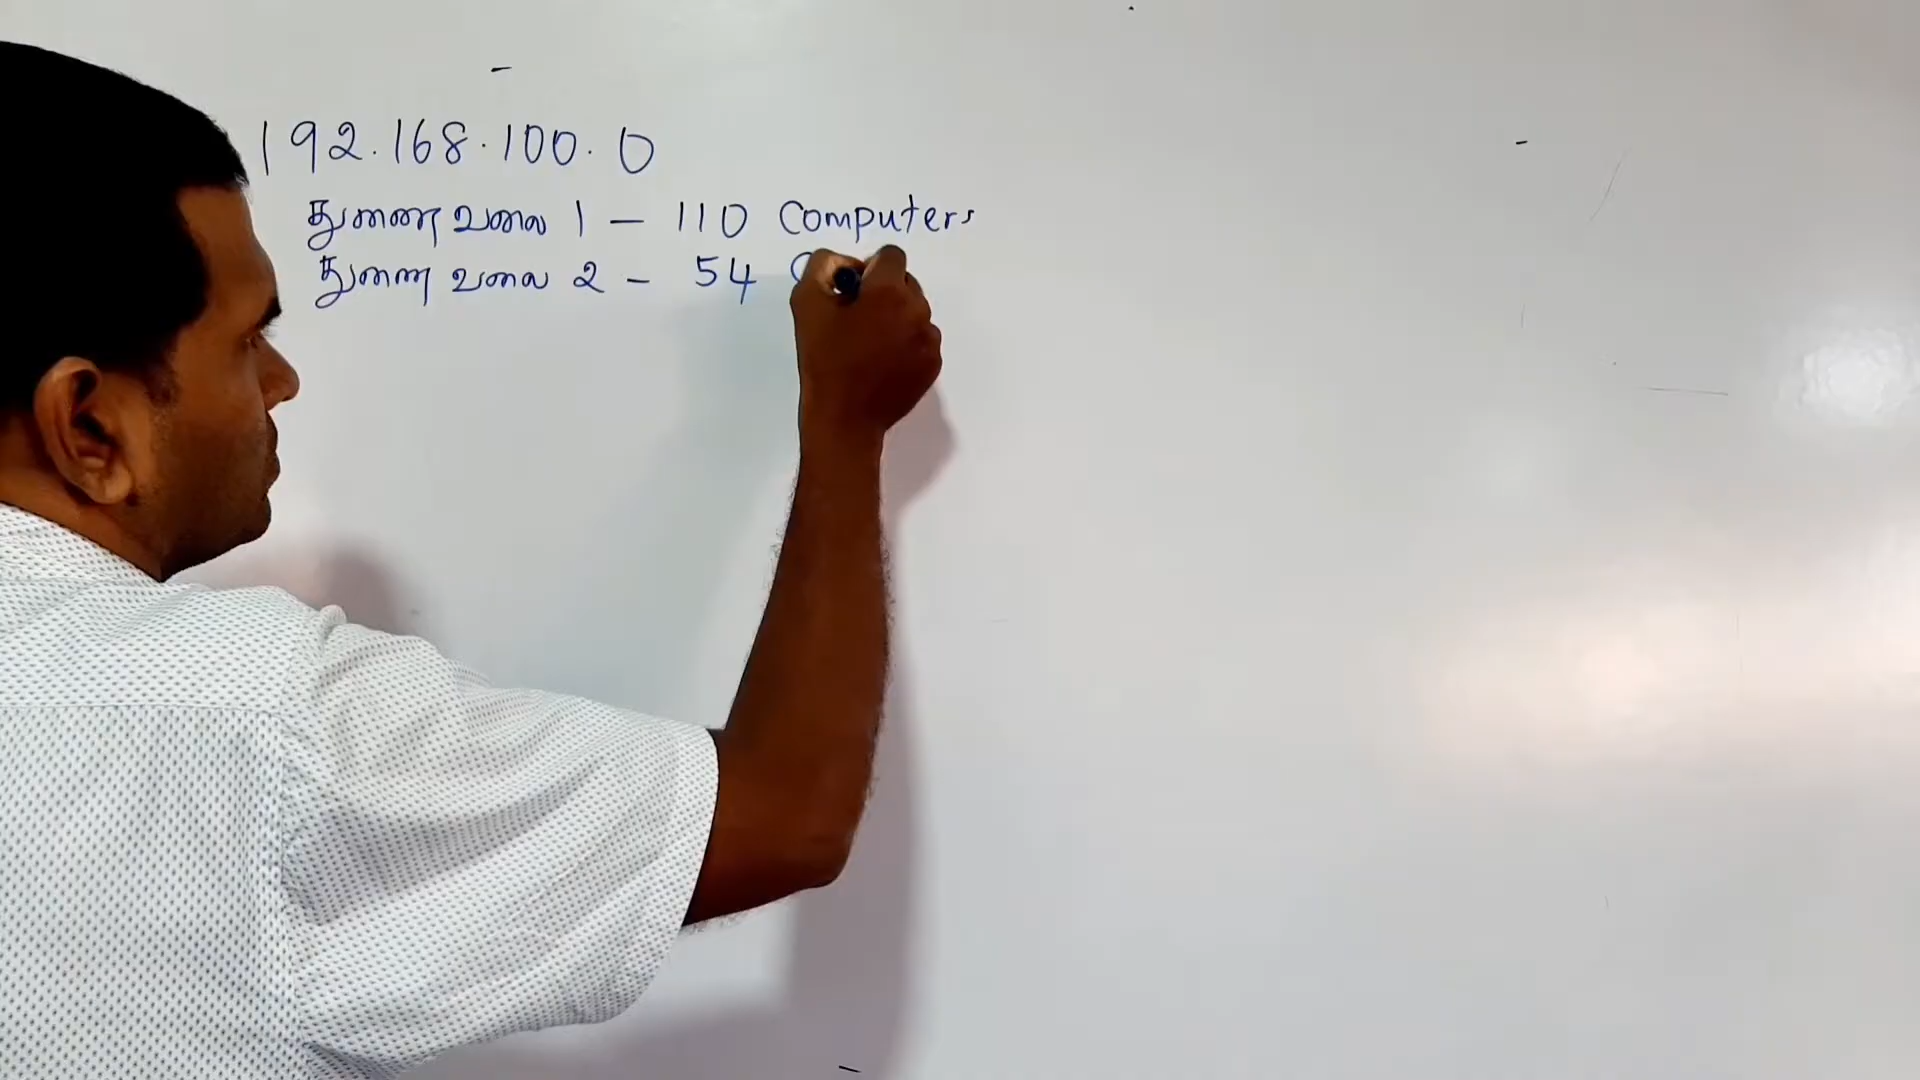 192.168.100.0
துணை வலை 1 - 110 Computers
துணை வலை 2 - 54